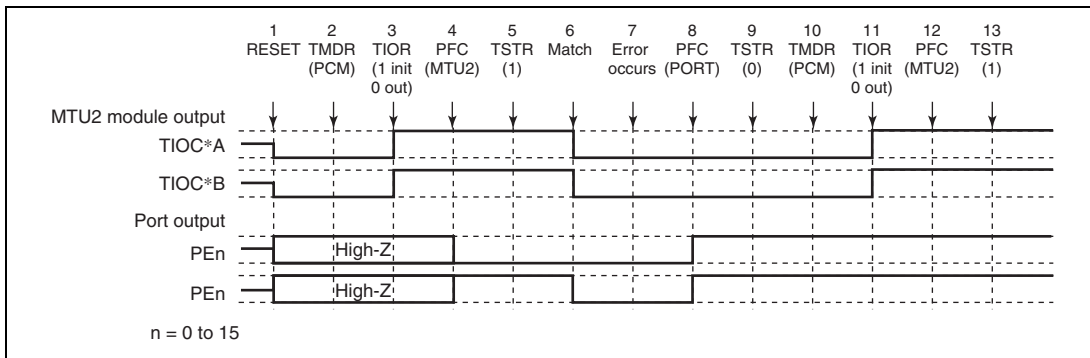 1 2 3 4 5 6 7 8 9 10 11 12 13
RESET TMDR TIOR PFC TSTR Match Error PFC TSTR TMDR TIOR PFC TSTR
(PCM) (1 init (MTU2) (1) occurs (PORT) (0) (PCM) (1 init (MTU2) (1)
0 out) 0 out)
MTU2 module output
TIOC*A
TIOC*B
Port output
PEn High-Z
PEn High-Z
n = 0 to 15